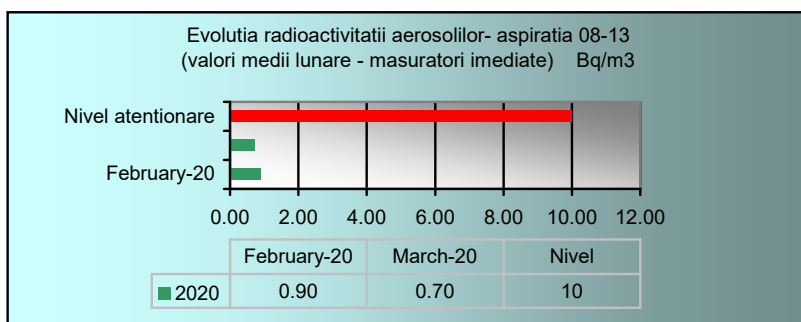 Evolutia radioactivitatii aerosolilor- aspiratia 08-13
(valori medii lunare - masuratori imediate) Bq/m3
Nivel atentionare
February-20
0.00 2.00 4.00 6.00 8.00 10.00 12.00
February-20 March-20 Nivel
2020 0.90 0.70 10